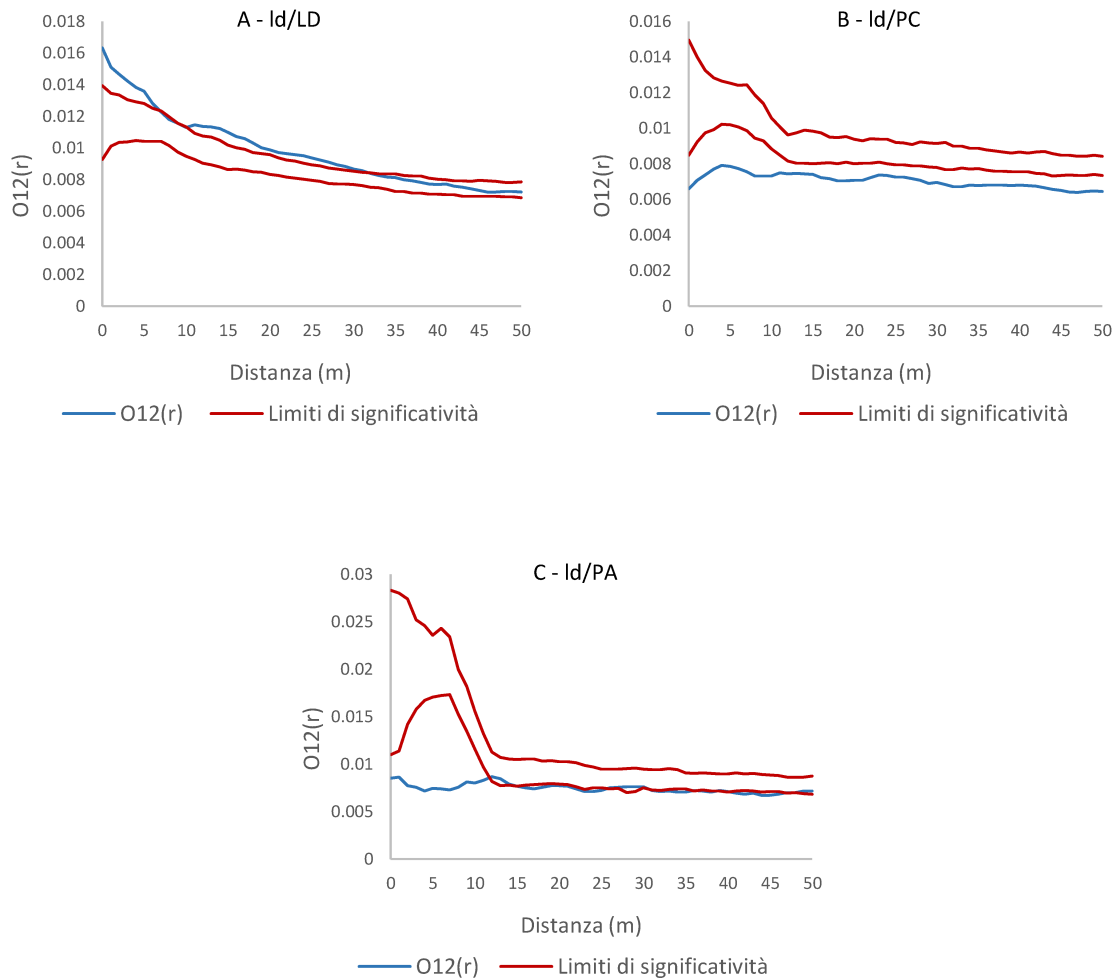 A - ld/LD
0.018
0.016
0.014
0.012
0.01
0.008
0.006
0.004
0.002
0
O12(r)
0 5 10 15 20 25 30 35 40 45 50
Distanza (m)
O12(r) Limiti di significatività
B - ld/PC
0.016
0.014
0.012
0.01
0.008
0.006
0.004
0.002
0
O12(r)
0 5 10 15 20 25 30 35 40 45 50
Distanza (m)
O12(r) Limiti di significatività
C - ld/PA
0.03
0.025
0.02
0.015
0.01
0.005
0
O12(r)
0 5 10 15 20 25 30 35 40 45 50
Distanza (m)
O12(r) Limiti di significatività